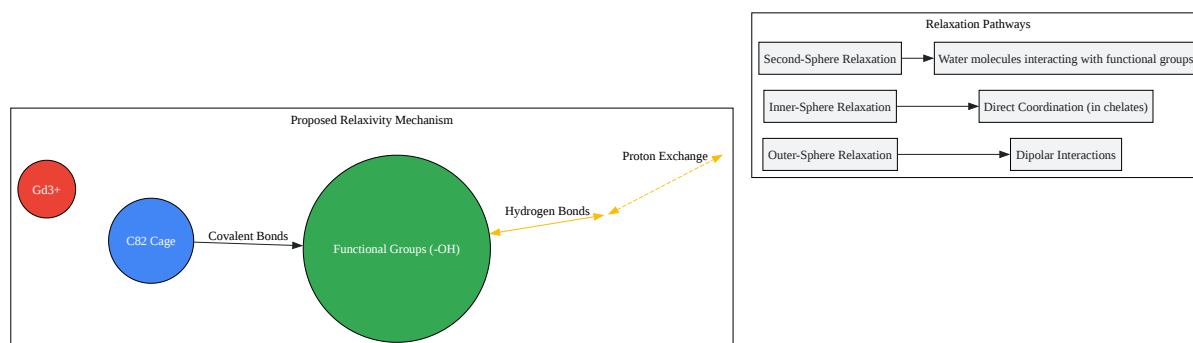 Proposed Relaxivity Mechanism
Gd3+
C82 Cage
Covalent Bonds
Functional Groups (-OH)
Hydrogen Bonds
Proton Exchange
Relaxation Pathways
Second-Sphere Relaxation
Water molecules interacting with functional groups
Inner-Sphere Relaxation
Direct Coordination (in chelates)
Outer-Sphere Relaxation
Dipolar Interactions